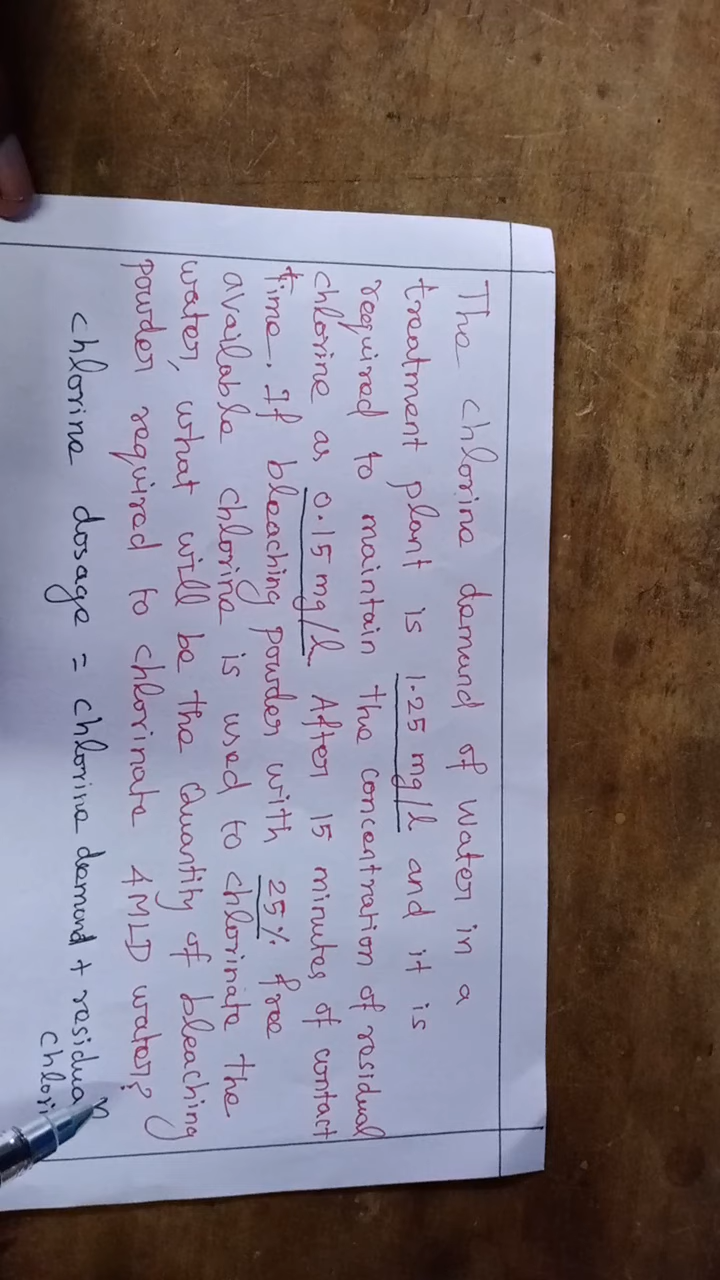 The chlorine demand of water in a
treatment plant is 1.25 mg/l and it is
required to maintain the concentration of residual
chlorine as 0.15 mg/l After 15 minutes of contact
time. If bleaching powder with 25% free
available chlorine is used to chlorinate the
water, what will be the Quantity of bleaching
powder required to chlorinate 4MLD water?
chlorine dosage = chlorine demand + residual
chlori